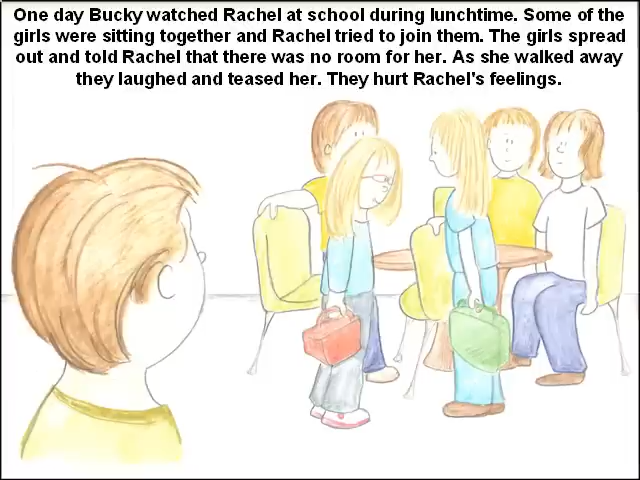 One day Bucky watched Rachel at school during lunchtime. Some of the
girls were sitting together and Rachel tried to join them. The girls spread
out and told Rachel that there was no room for her. As she walked away
they laughed and teased her. They hurt Rachel's feelings.